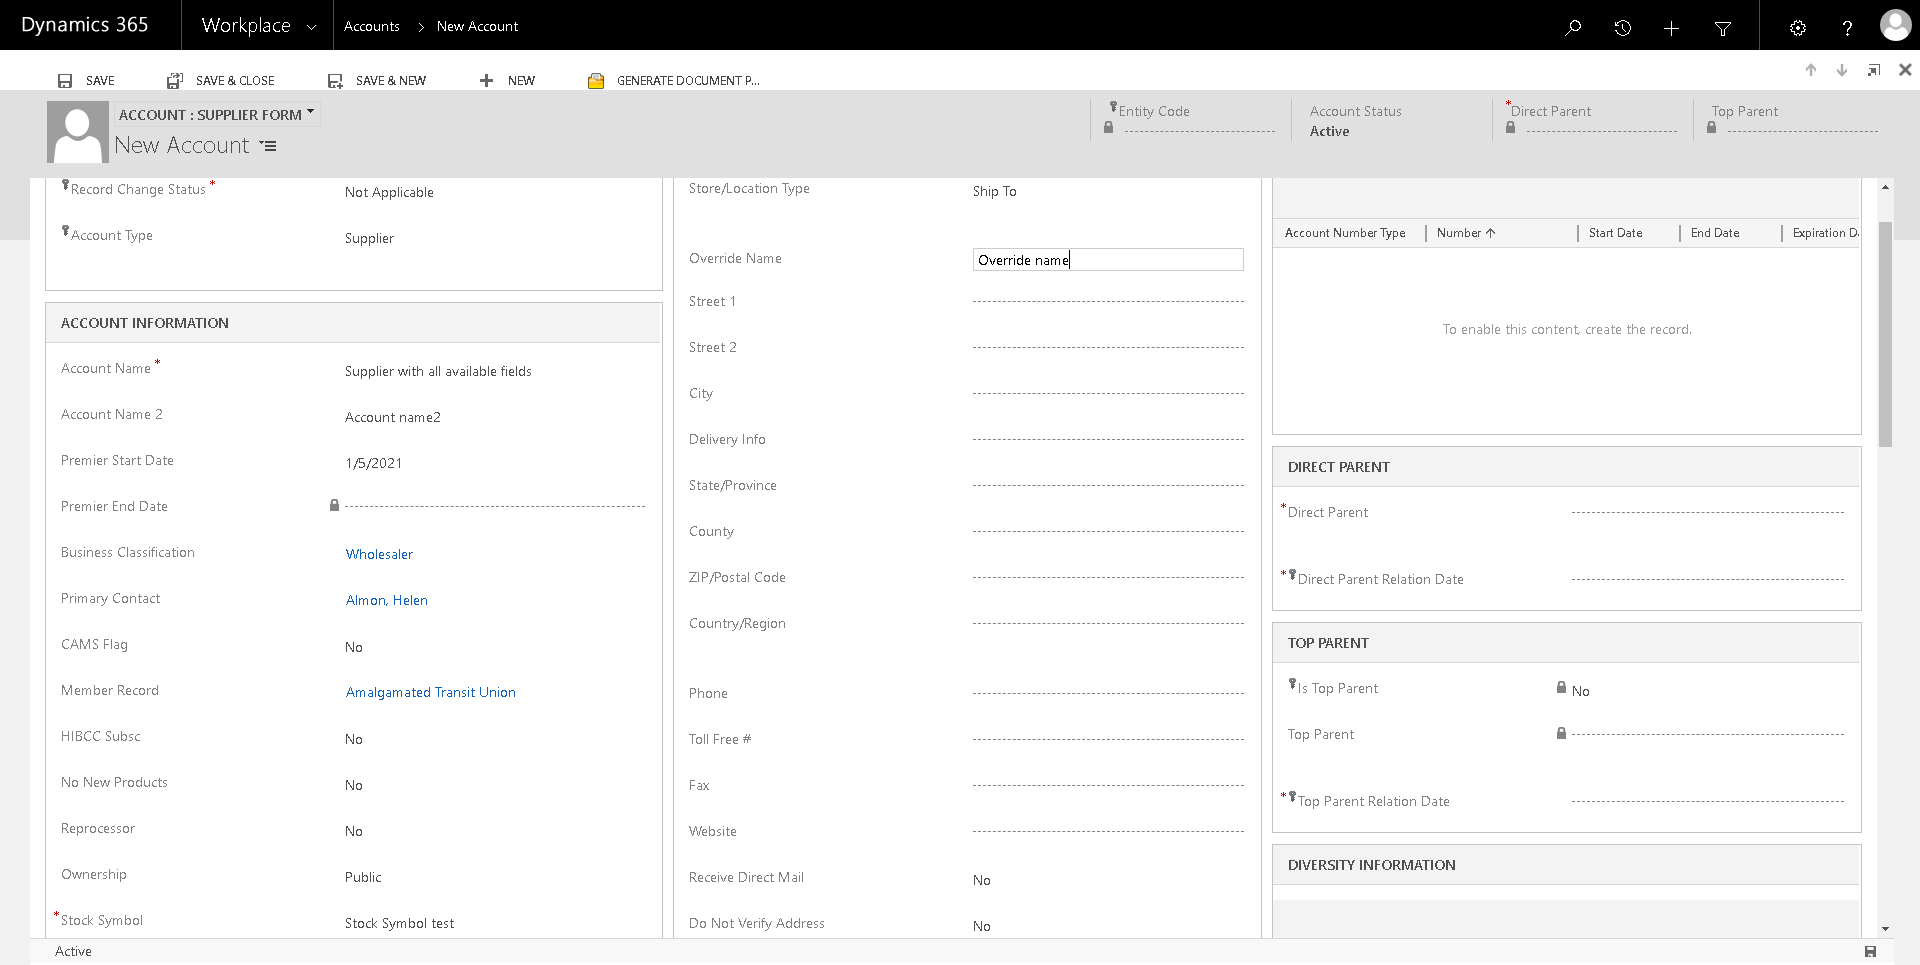 Dynamics 365
Workplace
Accounts > New Account
SAVE
SAVE & CLOSE
SAVE & NEW
NEW
GENERATE DOCUMENT P...
ACCOUNT : SUPPLIER FORM
New Account
Entity Code
Account Status
Active
*Direct Parent
Top Parent
Record Change Status *
Not Applicable
Account Type
Supplier
ACCOUNT INFORMATION
Account Name *
Supplier with all available fields
Account Name 2
Account name2
Premier Start Date
1/5/2021
Premier End Date
Business Classification
Wholesaler
Primary Contact
Almon, Helen
CAMS Flag
No
Member Record
Amalgamated Transit Union
HIBCC Subsc
No
No New Products
No
Reprocessor
No
Ownership
Public
*Stock Symbol
Stock Symbol test
Store/Location Type
Ship To
Override Name
Override name
Street 1
Street 2
City
Delivery Info
State/Province
County
ZIP/Postal Code
Country/Region
Phone
Toll Free #
Fax
Website
Receive Direct Mail
No
Do Not Verify Address
No
Account Number Type
Number
Start Date
End Date
Expiration D
To enable this content, create the record.
DIRECT PARENT
*Direct Parent
*Direct Parent Relation Date
TOP PARENT
Is Top Parent
No
Top Parent
*Top Parent Relation Date
DIVERSITY INFORMATION
Active